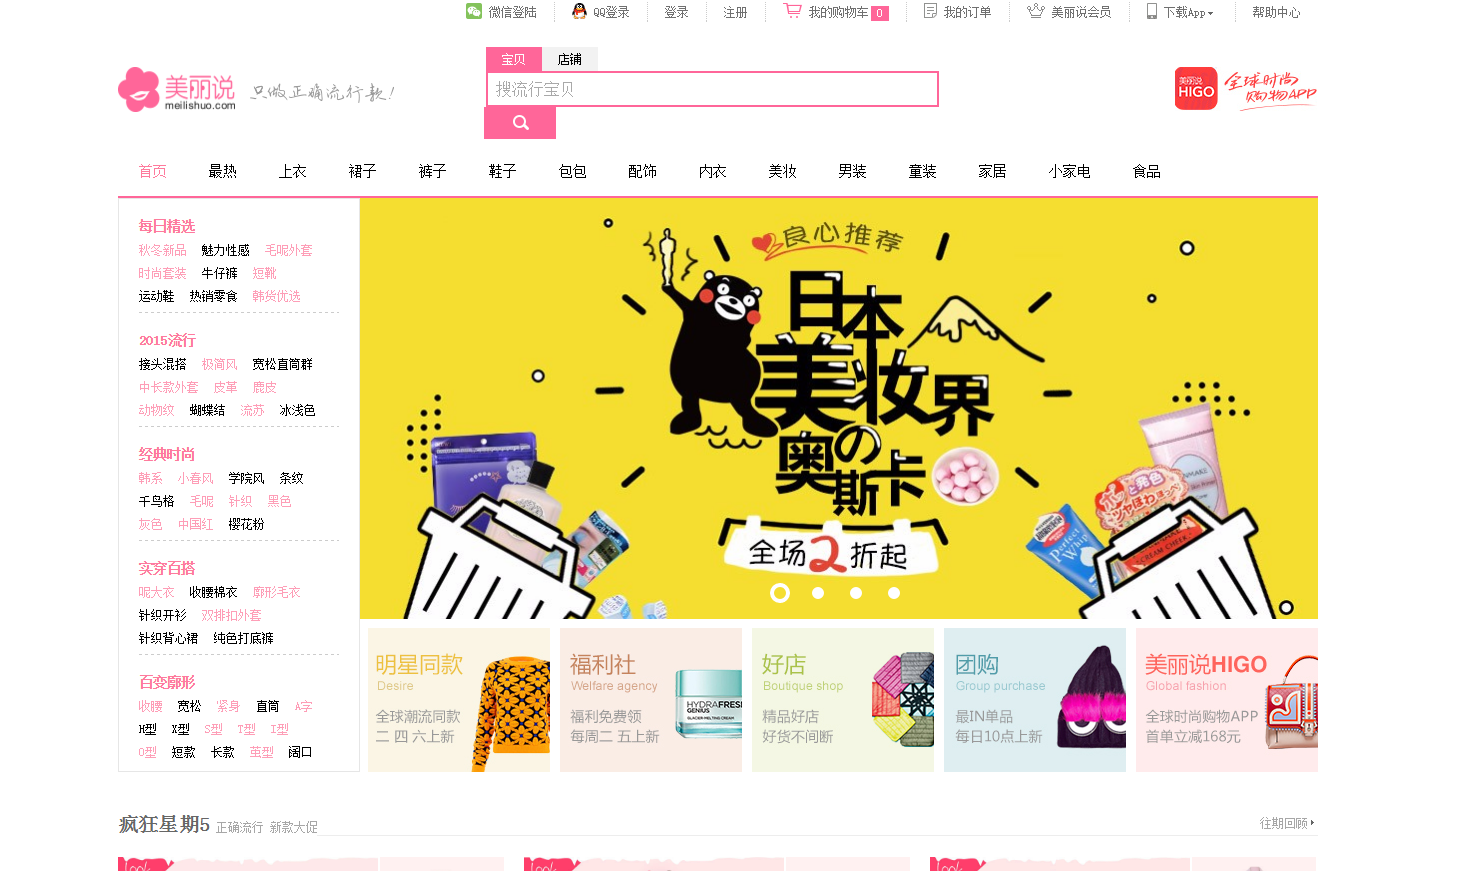 微信登陆 QQ登录 登录 注册 我的购物车 0 我的订单 美丽说会员 下载App 帮助中心
宝贝 店铺
美丽说 meilishuo.com 只做正确流行款！
搜流行宝贝
美丽说 HIGO 全球时尚 购物APP
首页 最热 上衣 裙子 裤子 鞋子 包包 配饰 内衣 美妆 男装 童装 家居 小家电 食品
每日精选
秋冬新品 魅力性感 毛呢外套
时尚套装 牛仔裤 短靴
运动鞋 热销零食 韩货优选
2015流行
接头混搭 极简风 宽松直筒群
中长款外套 皮革 鹿皮
动物纹 蝴蝶结 流苏 冰浅色
经典时尚
韩系 小春风 学院风 条纹
千鸟格 毛呢 针织 黑色
灰色 中国红 樱花粉
实穿百搭
呢大衣 收腰棉衣 廓形毛衣
针织开衫 双排扣外套
针织背心裙 纯色打底裤
百变廓形
收腰 宽松 紧身 直筒 A字
H型 X型 S型 T型 I型
O型 短款 长款 茧型 阔口
良心推荐
日本
美妆界
の
奥斯卡
全场2折起
Perfect Whip
CREAM CHEEK
明星同款
Desire
全球潮流同款
二 四 六上新
福利社
Welfare agency
福利免费领
每周二 五上新
HYDRAFRESH
GENIUS
GLACIER-MELTING CREAM
好店
Boutique shop
精品好店
好货不间断
团购
Group purchase
最IN单品
每日10点上新
美丽说HIGO
Global fashion
全球时尚购物APP
首单立减168元
疯狂星期5 正确流行 新款大促
往期回顾